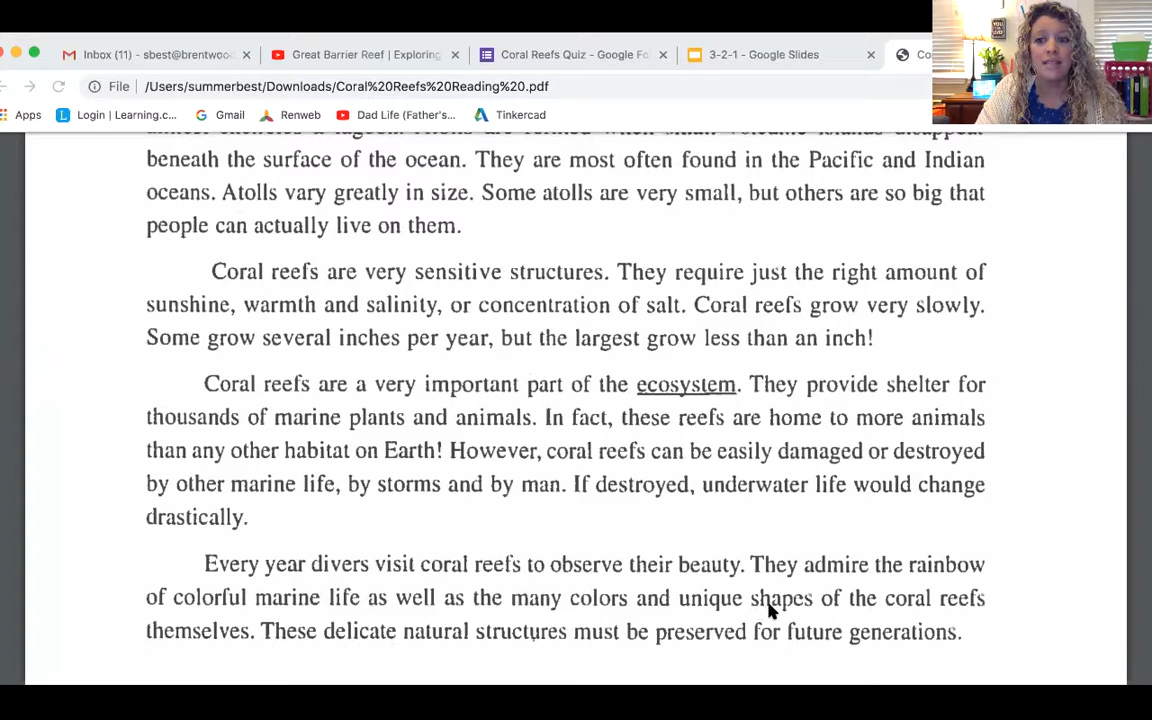 Inbox (11) - sbest@brentwoo
Great Barrier Reef | Exploring
Coral Reefs Quiz - Google Fo
3-2-1 - Google Slides
Co
File /Users/summerbest/Downloads/Coral%20Reefs%20Reading%20.pdf
Apps Login | Learning.c... Gmail Renweb Dad Life (Father's... Tinkercad
beneath the surface of the ocean. They are most often found in the Pacific and Indian
oceans. Atolls vary greatly in size. Some atolls are very small, but others are so big that
people can actually live on them.
Coral reefs are very sensitive structures. They require just the right amount of
sunshine, warmth and salinity, or concentration of salt. Coral reefs grow very slowly.
Some grow several inches per year, but the largest grow less than an inch!
Coral reefs are a very important part of the ecosystem. They provide shelter for
thousands of marine plants and animals. In fact, these reefs are home to more animals
than any other habitat on Earth! However, coral reefs can be easily damaged or destroyed
by other marine life, by storms and by man. If destroyed, underwater life would change
drastically.
Every year divers visit coral reefs to observe their beauty. They admire the rainbow
of colorful marine life as well as the many colors and unique shapes of the coral reefs
themselves. These delicate natural structures must be preserved for future generations.